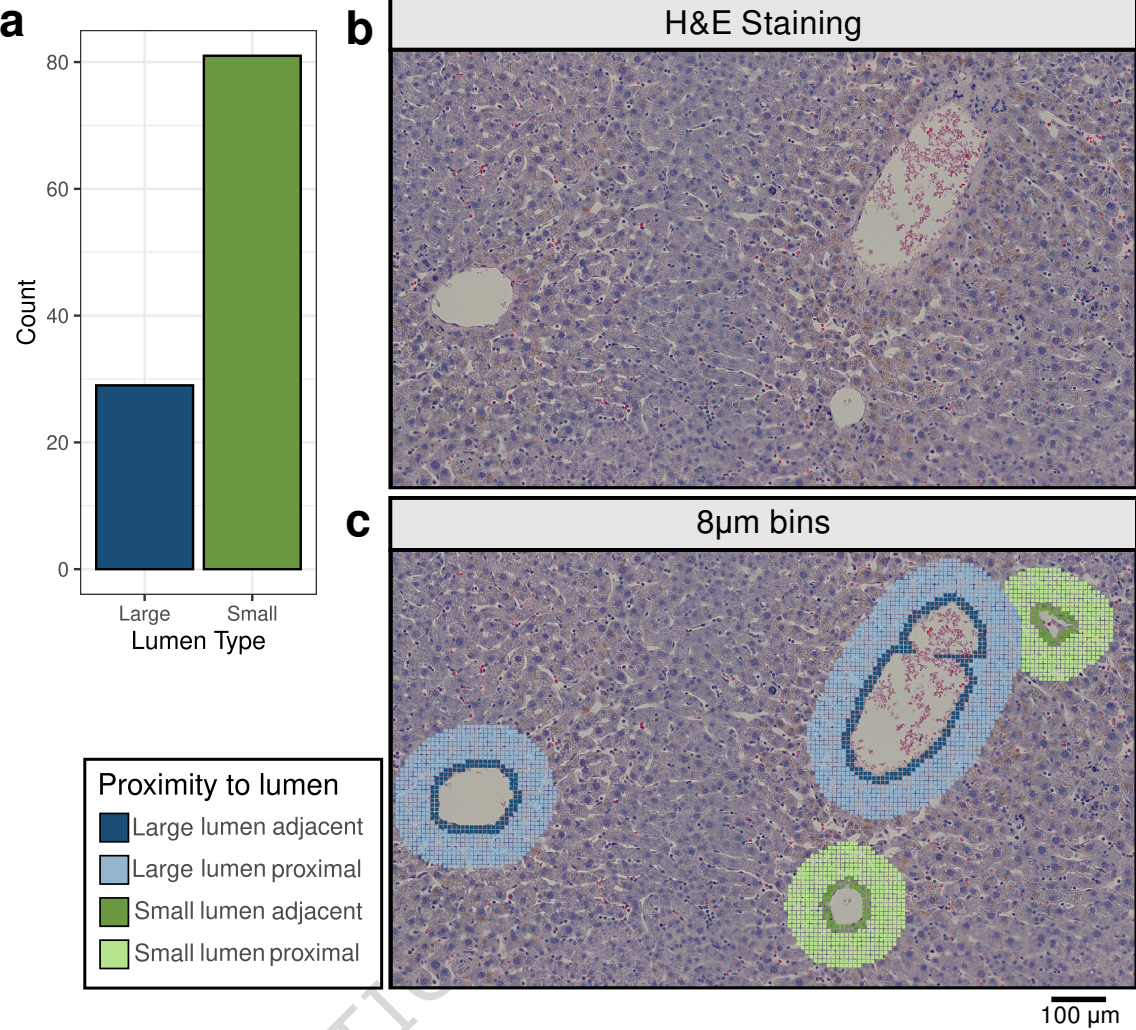 a
80
60
40
20
0
Count
Large Small
Lumen Type
b
H&E Staining
c
8µm bins
Proximity to lumen
Large lumen adjacent
Large lumen proximal
Small lumen adjacent
Small lumen proximal
100 µm